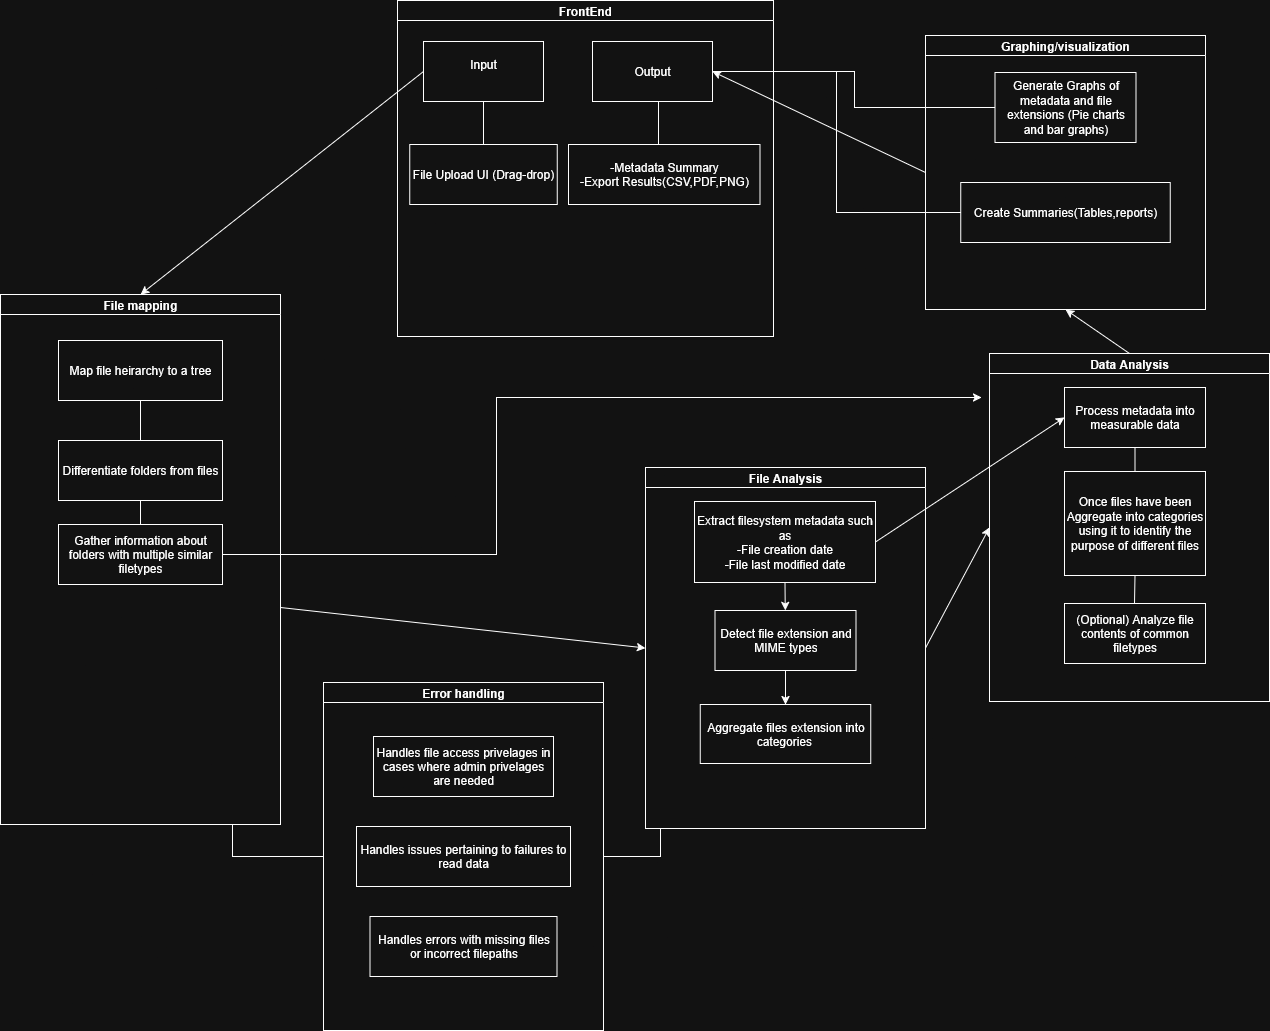 FrontEnd
Input
Output
File Upload UI (Drag-drop)
-Metadata Summary
-Export Results(CSV,PDF,PNG)
Graphing/visualization
Generate Graphs of
metadata and file
extensions (Pie charts
and bar graphs)
Create Summaries(Tables,reports)
File mapping
Map file heirarchy to a tree
Differentiate folders from files
Gather information about
folders with multiple similar
filetypes
Data Analysis
Process metadata into
measurable data
Once files have been
Aggregate into categories
using it to identify the
purpose of different files
(Optional) Analyze file
contents of common
filetypes
File Analysis
Extract filesystem metadata such
as
-File creation date
-File last modified date
Detect file extension and
MIME types
Aggregate files extension into
categories
Error handling
Handles file access privelages in
cases where admin privelages
are needed
Handles issues pertaining to failures to
read data
Handles errors with missing files
or incorrect filepaths